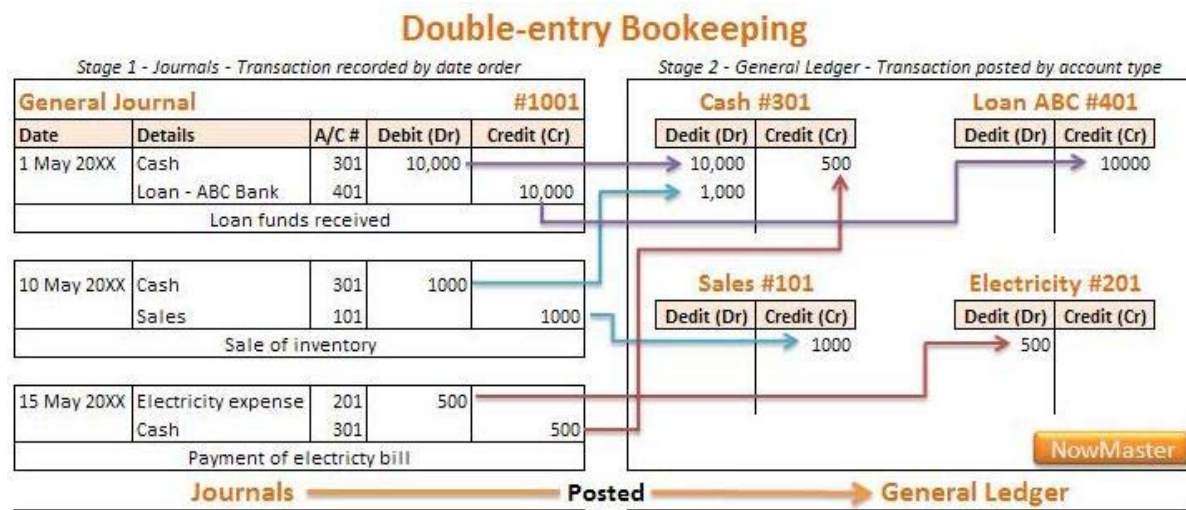 Double-entry Bookeeping
Stage 1 - Journals - Transaction recorded by date order
General Journal #1001
Date Details A/C # Debit (Dr) Credit (Cr)
1 May 20XX Cash 301 10,000
Loan - ABC Bank 401 10,000
Loan funds received
10 May 20XX Cash 301 1000
Sales 101 1000
Sale of inventory
15 May 20XX Electricity expense 201 500
Cash 301 500
Payment of electricty bill
Stage 2 - General Ledger - Transaction posted by account type
Cash #301
Dedit (Dr) Credit (Cr)
10,000 500
1,000
Loan ABC #401
Dedit (Dr) Credit (Cr)
10000
Sales #101
Dedit (Dr) Credit (Cr)
1000
Electricity #201
Dedit (Dr) Credit (Cr)
500
NowMaster
Journals Posted General Ledger